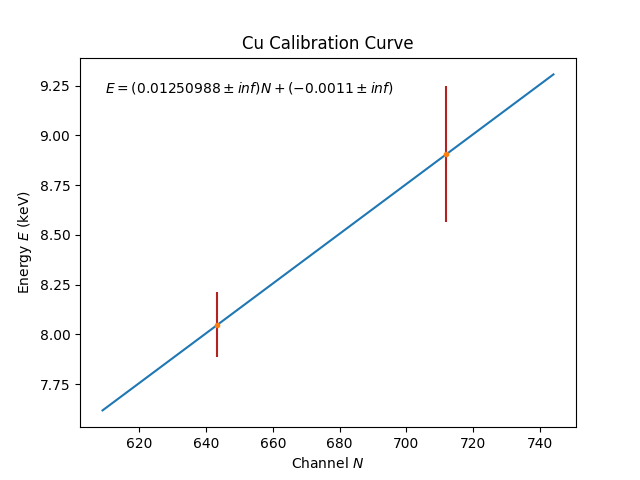 Cu Calibration Curve
E = (0.01250988 ± inf)N + (−0.0011 ± inf)
9.25
9.00
8.75
8.50
8.25
8.00
7.75
Energy E (keV)
620 640 660 680 700 720 740
Channel N